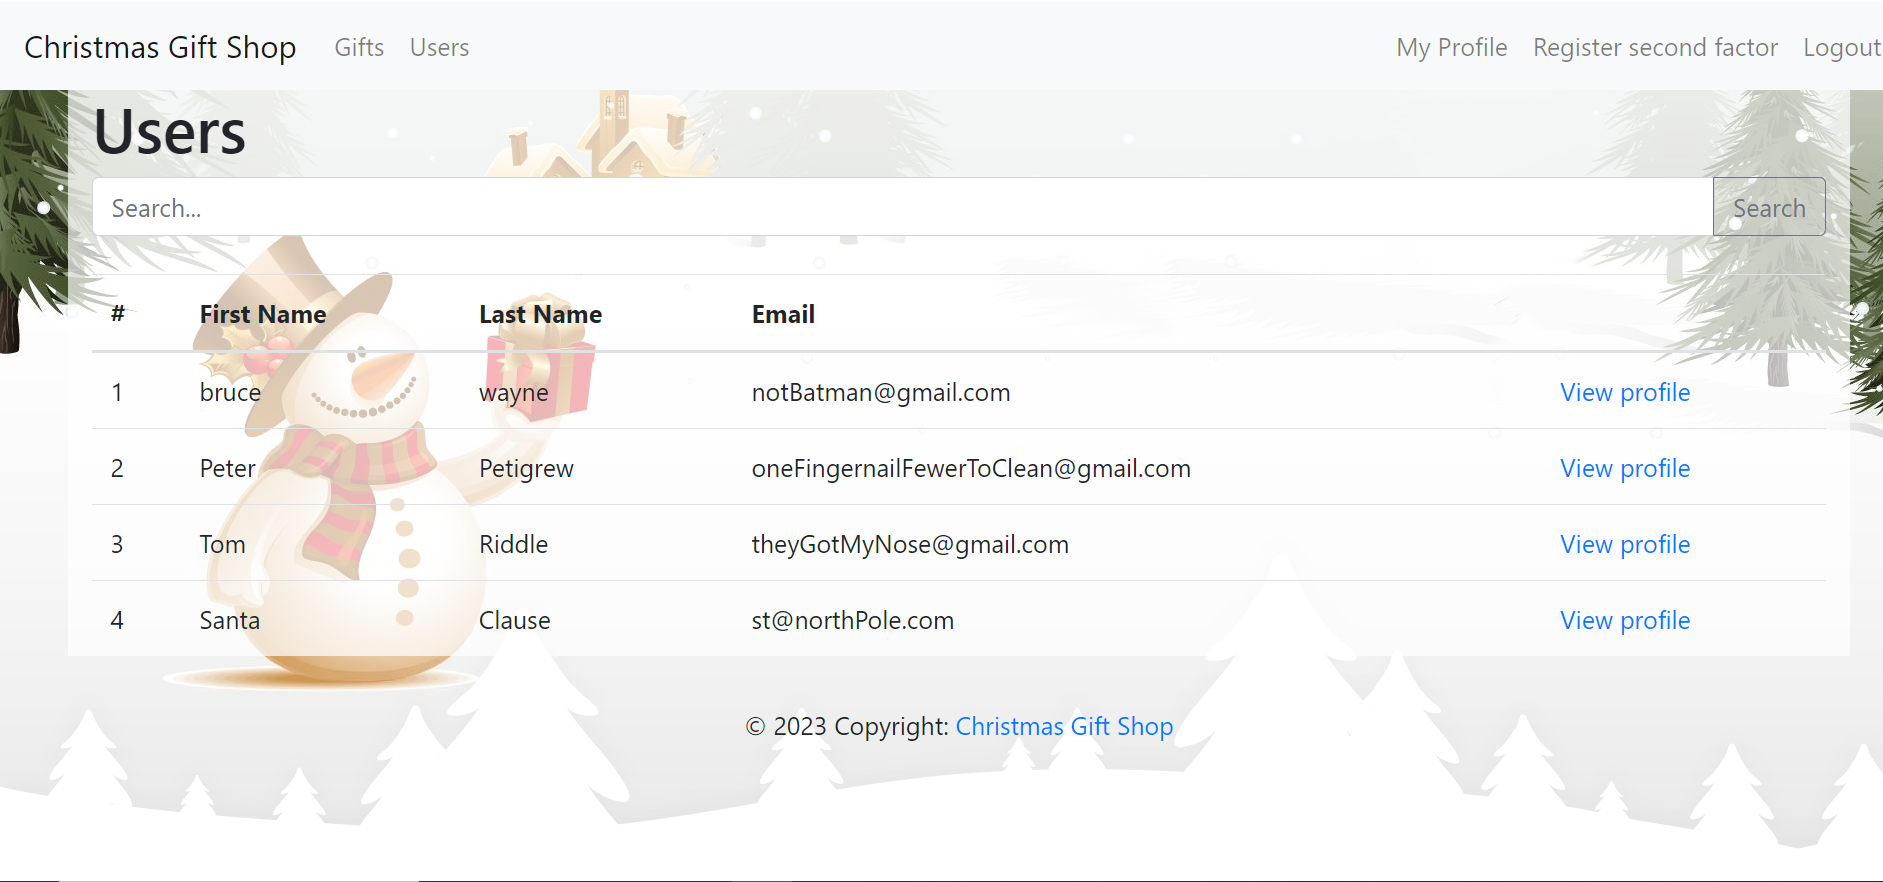 Christmas Gift Shop Gifts Users My Profile Register second factor Logout
Users
Search... Search
# First Name Last Name Email
1 bruce wayne notBatman@gmail.com View profile
2 Peter Petigrew oneFingernailFewerToClean@gmail.com View profile
3 Tom Riddle theyGotMyNose@gmail.com View profile
4 Santa Clause st@northPole.com View profile
© 2023 Copyright: Christmas Gift Shop